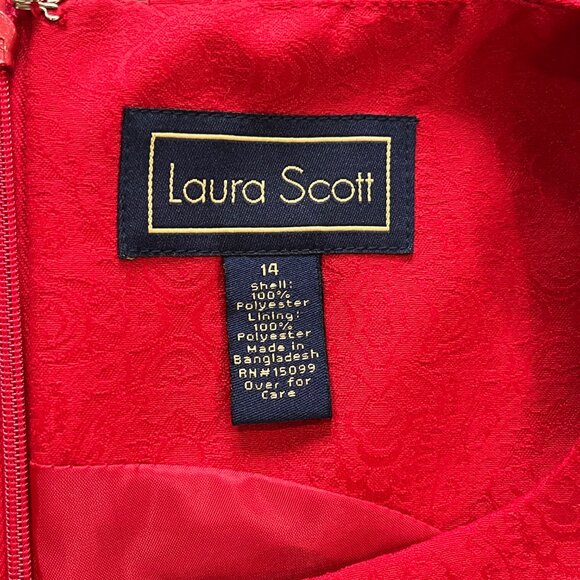 Laura Scott
14
Shell:
100%
Polyester
Lining:
100%
Polyester
Made in
Bangladesh
RN#15099
Over for
Care